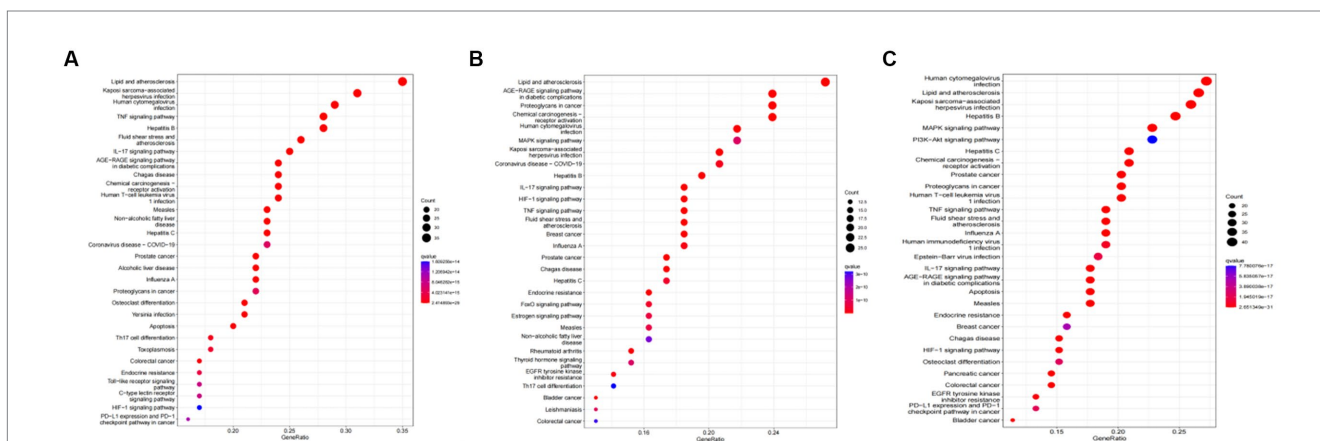 A
Lipid and atherosclerosis
Kaposi sarcoma−associated
herpesvirus infection
Human cytomegalovirus
infection
TNF signaling pathway
Hepatitis B
Fluid shear stress and
atherosclerosis
IL−17 signaling pathway
AGE−RAGE signaling pathway
in diabetic complications
Chagas disease
Chemical carcinogenesis −
receptor activation
Human T−cell leukemia virus
1 infection
Measles
Non−alcoholic fatty liver
disease
Hepatitis C
Coronavirus disease − COVID−19
Prostate cancer
Alcoholic liver disease
Influenza A
Proteoglycans in cancer
Osteoclast differentiation
Yersinia infection
Apoptosis
Th17 cell differentiation
Toxoplasmosis
Colorectal cancer
Endocrine resistance
Toll−like receptor signaling
pathway
C−type lectin receptor
signaling pathway
HIF−1 signaling pathway
PD−L1 expression and PD−1
checkpoint pathway in cancer
0.20
0.25
0.30
0.35
GeneRatio
Count
20
25
30
35
qvalue
B
Lipid and atherosclerosis
AGE−RAGE signaling pathway
in diabetic complications
Proteoglycans in cancer
Chemical carcinogenesis −
receptor activation
Human cytomegalovirus
infection
MAPK signaling pathway
Kaposi sarcoma−associated
herpesvirus infection
Coronavirus disease − COVID−19
Hepatitis B
IL−17 signaling pathway
HIF−1 signaling pathway
TNF signaling pathway
Fluid shear stress and
atherosclerosis
Breast cancer
Influenza A
Prostate cancer
Chagas disease
Hepatitis C
Endocrine resistance
FoxO signaling pathway
Estrogen signaling pathway
Measles
Non−alcoholic fatty liver
disease
Rheumatoid arthritis
Thyroid hormone signaling
pathway
EGFR tyrosine kinase
inhibitor resistance
Th17 cell differentiation
Bladder cancer
Leishmaniasis
Colorectal cancer
0.16
0.20
0.24
GeneRatio
Count
12.5
15.0
17.5
20.0
22.5
25.0
qvalue
3e−10
2e−10
1e−10
C
Human cytomegalovirus
infection
Lipid and atherosclerosis
Kaposi sarcoma−associated
herpesvirus infection
Hepatitis B
MAPK signaling pathway
PI3K−Akt signaling pathway
Hepatitis C
Chemical carcinogenesis −
receptor activation
Prostate cancer
Proteoglycans in cancer
Human T−cell leukemia virus
1 infection
TNF signaling pathway
Fluid shear stress and
atherosclerosis
Influenza A
Human immunodeficiency virus
1 infection
Epstein−Barr virus infection
IL−17 signaling pathway
AGE−RAGE signaling pathway
in diabetic complications
Apoptosis
Measles
Endocrine resistance
Breast cancer
Chagas disease
HIF−1 signaling pathway
Osteoclast differentiation
Pancreatic cancer
Colorectal cancer
EGFR tyrosine kinase
inhibitor resistance
PD−L1 expression and PD−1
checkpoint pathway in cancer
Bladder cancer
0.15
0.20
0.25
GeneRatio
Count
20
25
30
35
40
qvalue